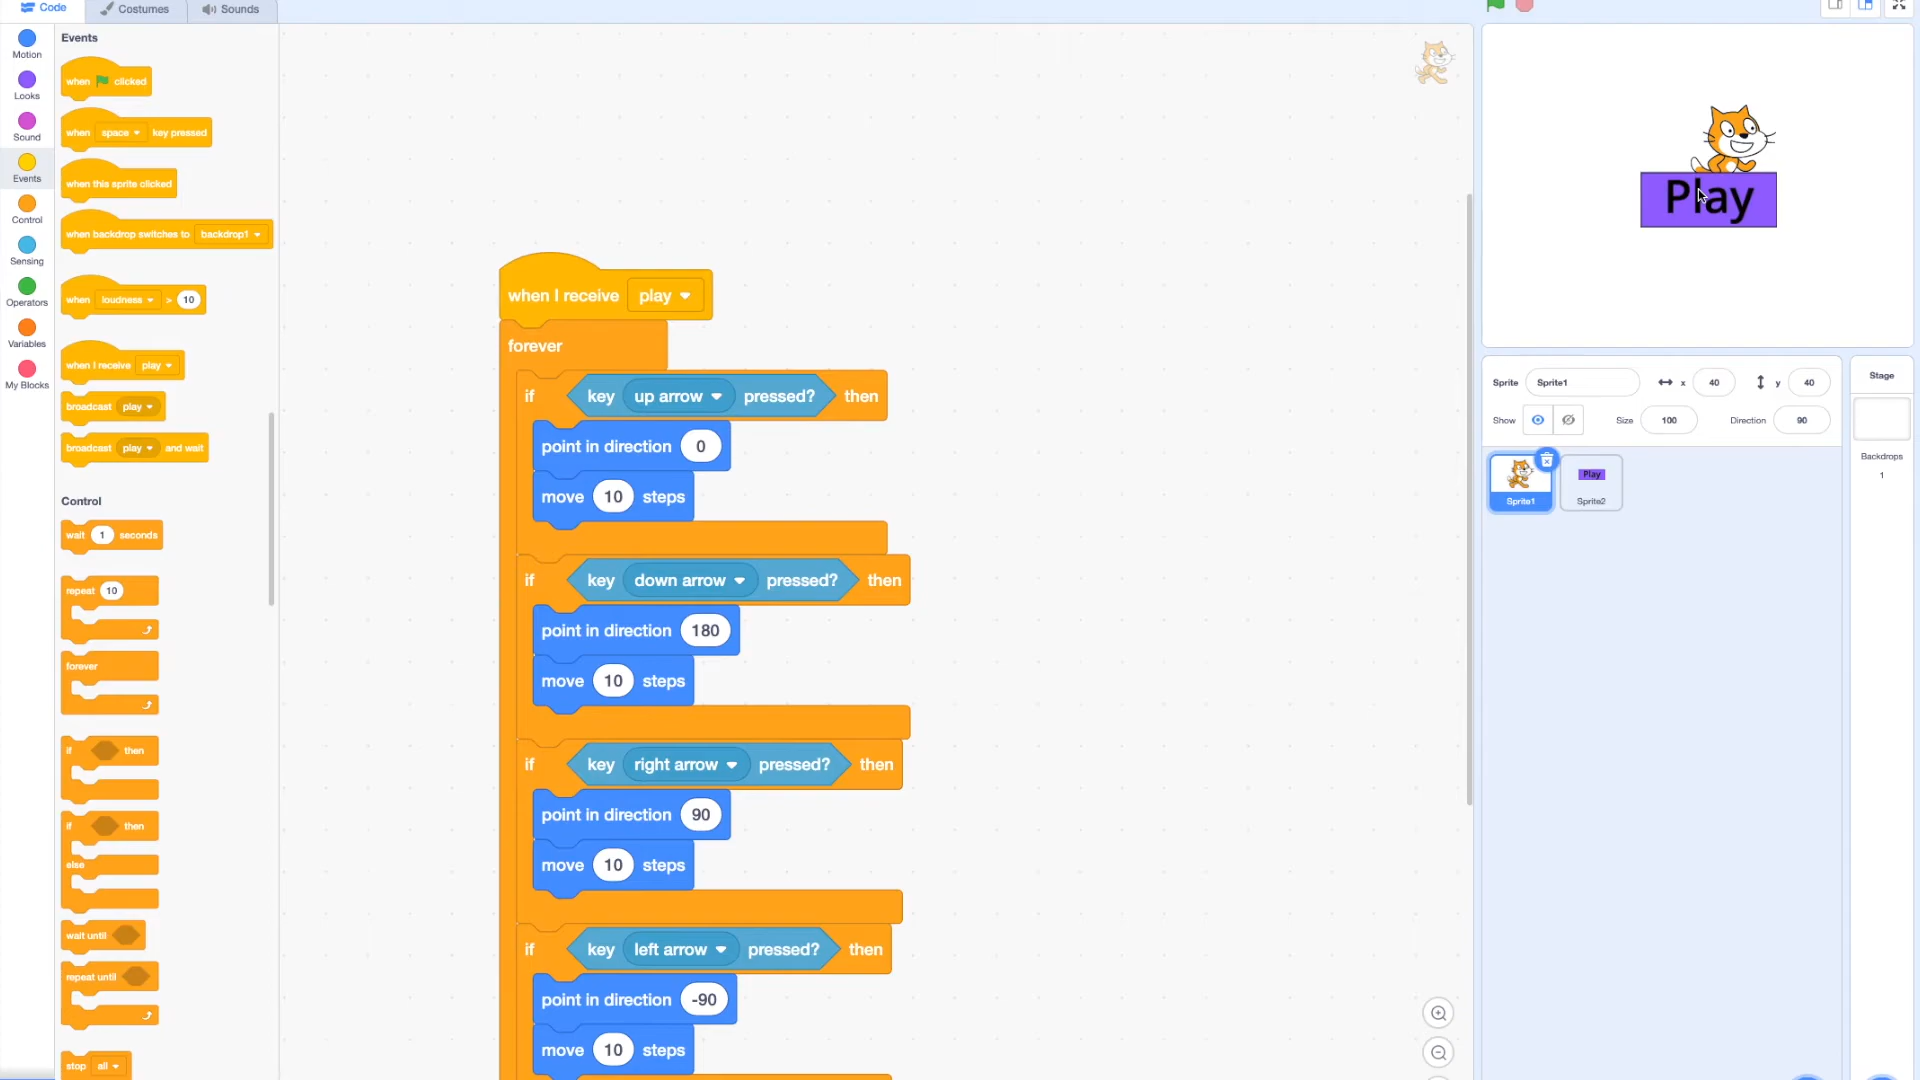 Code
Costumes
Sounds
Motion
Looks
Sound
Events
Control
Sensing
Operators
Variables
My Blocks
Events
when clicked
when space key pressed
when this sprite clicked
when backdrop switches to backdrop1
when loudness > 10
when I receive play
broadcast play
broadcast play and wait
Control
wait 1 seconds
repeat 10
forever
if then
if then
else
wait until
repeat until
stop all
when I receive play
forever
if key up arrow pressed? then
point in direction 0
move 10 steps
if key down arrow pressed? then
point in direction 180
move 10 steps
if key right arrow pressed? then
point in direction 90
move 10 steps
if key left arrow pressed? then
point in direction -90
move 10 steps
Play
Sprite Sprite1 x 40 y 40
Show Size 100 Direction 90
Sprite1
Play
Sprite2
Stage
Backdrops
1